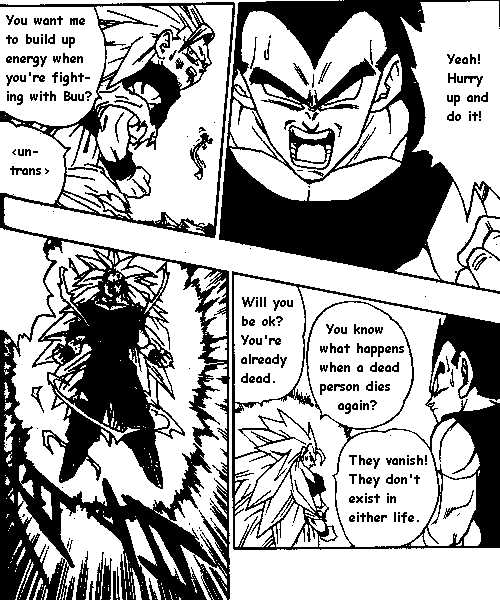 You want me
to build up
energy when
you're fight-
ing with Buu?
<un-
trans>
Yeah!
Hurry
up and
do it!
Will you
be ok?
You're
already
dead.
You know
what happens
when a dead
person dies
again?
They vanish!
They don't
exist in
either life.